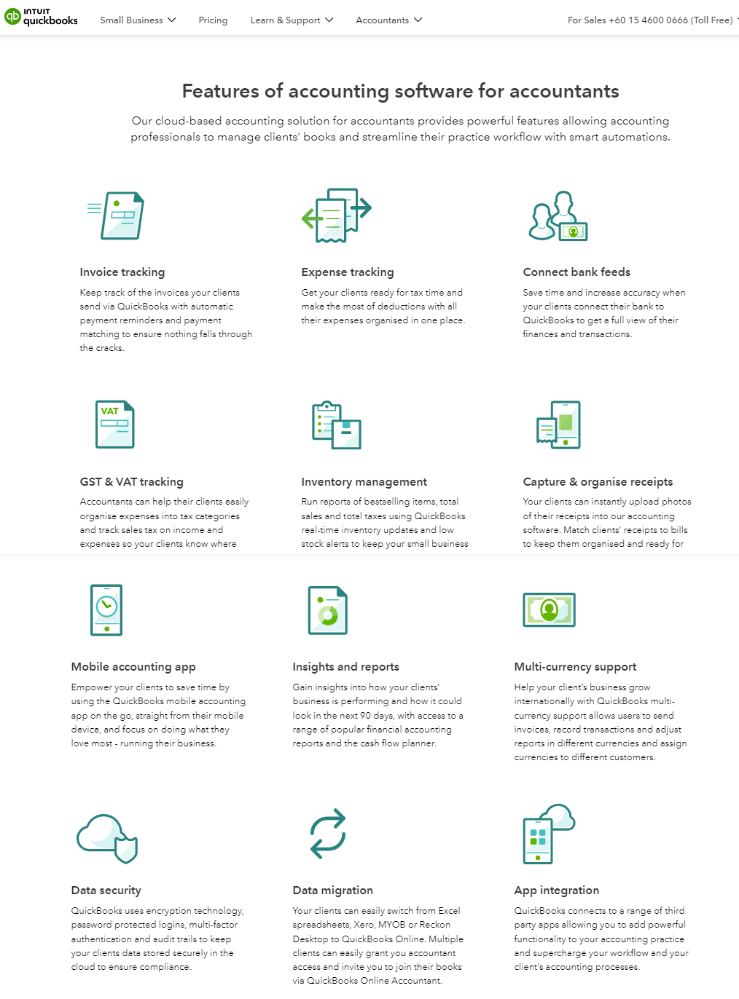 INTUIT
quickbooks
Small Business
Pricing
Learn & Support
Accountants
For Sales +60 15 4600 0666 (Toll Free)
Features of accounting software for accountants
Our cloud-based accounting solution for accountants provides powerful features allowing accounting
professionals to manage clients’ books and streamline their practice workflow with smart automations.
Invoice tracking
Keep track of the invoices your clients
send via QuickBooks with automatic
payment reminders and payment
matching to ensure nothing falls through
the cracks.
Expense tracking
Get your clients ready for tax time and
make the most of deductions with all
their expenses organised in one place.
Connect bank feeds
Save time and increase accuracy when
your clients connect their bank to
QuickBooks to get a full view of their
finances and transactions.
VAT
GST & VAT tracking
Accountants can help their clients easily
organise expenses into tax categories
and track sales tax on income and
expenses so your clients know where
Inventory management
Run reports of bestselling items, total
sales and total taxes using QuickBooks
real-time inventory updates and low
stock alerts to keep your small business
Capture & organise receipts
Your clients can instantly upload photos
of their receipts into our accounting
software. Match clients’ receipts to bills
to keep them organised and ready for
Mobile accounting app
Empower your clients to save time by
using the QuickBooks mobile accounting
app on the go, straight from their mobile
device, and focus on doing what they
love most - running their business.
Insights and reports
Gain insights into how your clients’
business is performing and how it could
look in the next 90 days, with access to a
range of popular financial accounting
reports and the cash flow planner.
Multi-currency support
Help your client’s business grow
internationally with QuickBooks multi-
currency support allows users to send
invoices, record transactions and adjust
reports in different currencies and assign
currencies to different customers.
Data security
QuickBooks uses encryption technology,
password protected logins, multi-factor
authentication and audit trails to keep
your clients data stored securely in the
cloud to ensure compliance.
Data migration
Your clients can easily switch from Excel
spreadsheets, Xero, MYOB or Reckon
Desktop to QuickBooks Online. Multiple
clients can easily grant you accountant
access and invite you to join their books
via QuickBooks Online Accountant.
App integration
QuickBooks connects to a range of third
party apps allowing you to add powerful
functionality to your accounting practice
and supercharge your workflow and your
client’s accounting processes.